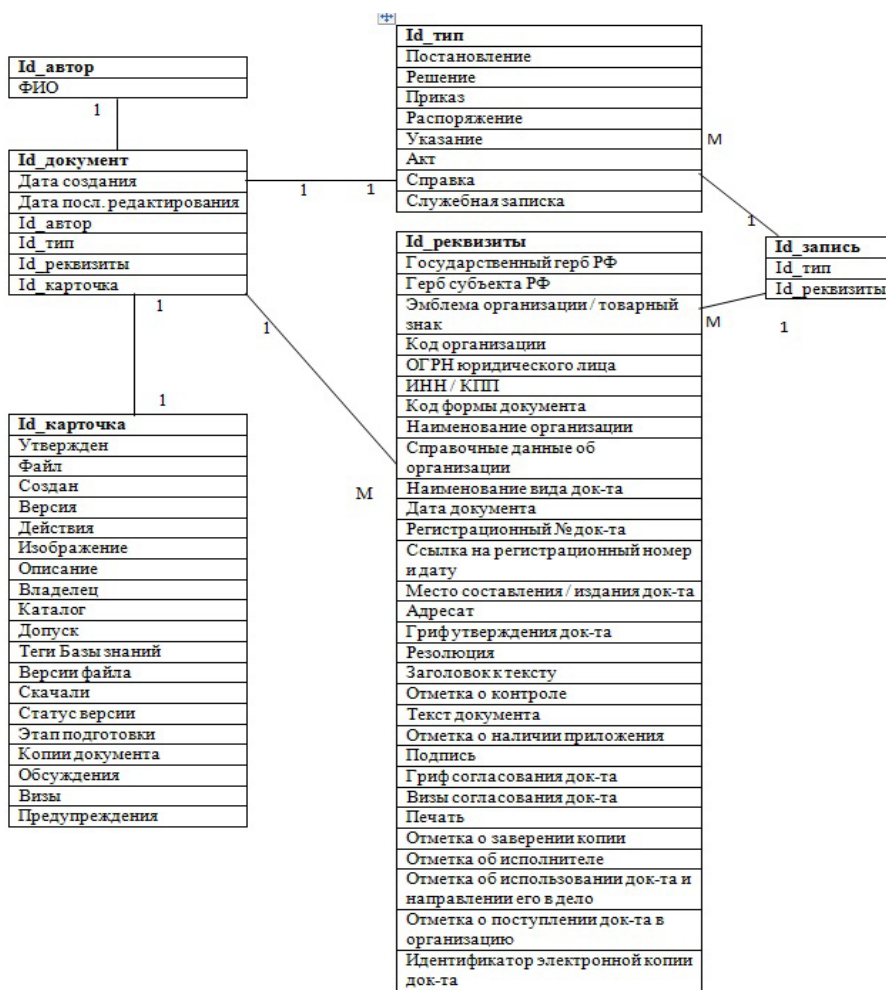 Id_автор
ФИО
1
Id_документ
Дата создания
Дата посл. редактирования
Id_автор
Id_тип
Id_реквизиты
Id_карточка
1
1
1
1
1
Id_карточка
Утвержден
Файл
Создан
Версия
Действия
Изображение
Описание
Владелец
Каталог
Допуск
Теги Базы знаний
Версии файла
Скачали
Статус версии
Этап подготовки
Копии документа
Обсуждения
Визы
Предупреждения
Id_тип
Постановление
Решение
Приказ
Распоряжение
Указание
Акт
Справка
Служебная записка
М
1
Id_реквизиты
Государственный герб РФ
Герб субъекта РФ
Эмблема организации / товарный
знак
Код организации
ОГРН юридического лица
ИНН / КПП
Код формы документа
Наименование организации
Справочные данные об
организации
Наименование вида док-та
Дата документа
Регистрационный № док-та
Ссылка на регистрационный номер
и дату
Место составления / издания док-та
Адресат
Гриф утверждения док-та
Резолюция
Заголовок к тексту
Отметка о контроле
Текст документа
Отметка о наличии приложения
Подпись
Гриф согласования док-та
Визы согласования док-та
Печать
Отметка о заверении копии
Отметка об исполнителе
Отметка об использовании док-та и
направлении его в дело
Отметка о поступлении док-та в
организацию
Идентификатор электронной копии
док-та
М
Id_запись
Id_тип
Id_реквизиты
М
1